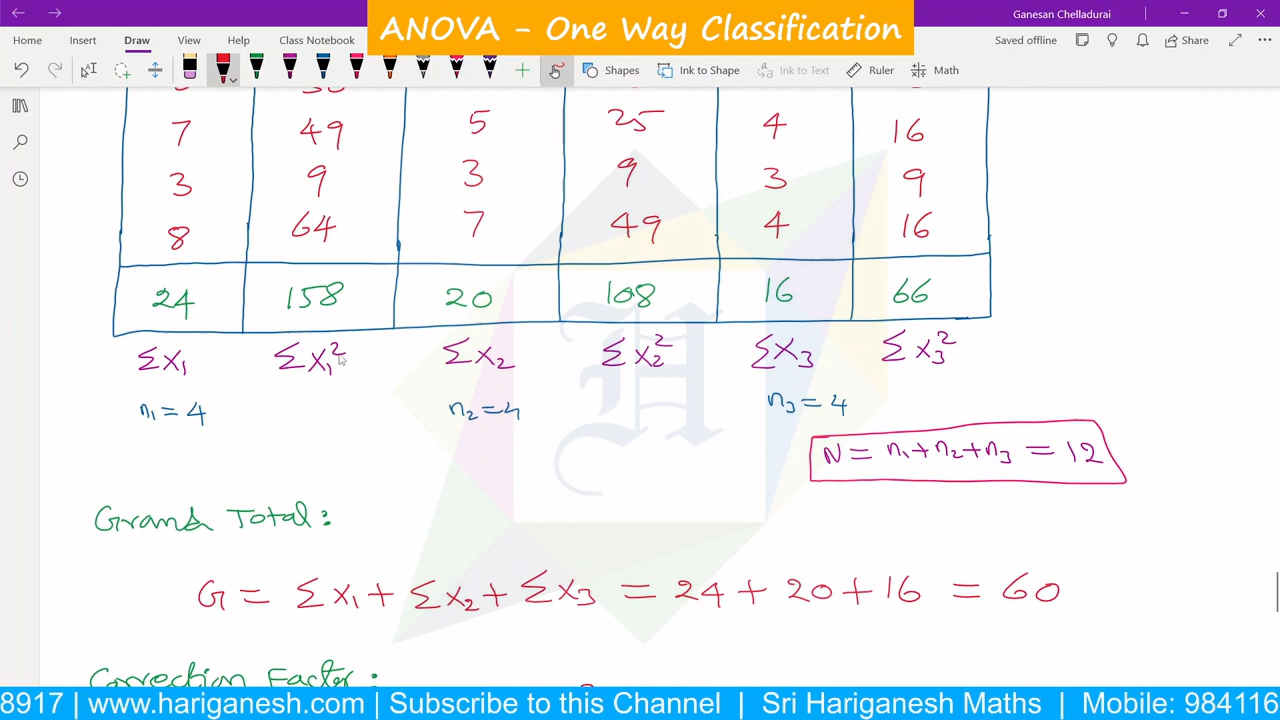 ANOVA - One Way Classification
Ganesan Chelladurai
Home Insert Draw View Help Class Notebook
Saved offline
Share
Shapes
Ink to Shape
Ink to Text
Ruler
Math
7 49 5 25 4 16
3 9 3 9 3 9
8 64 7 49 4 16
24 158 20 108 16 66
Σx₁ Σx₁² Σx₂ Σx₂² Σx₃ Σx₃²
n₁ = 4 n₂ = 4 n₃ = 4
N = n₁ + n₂ + n₃ = 12
Grand Total:
G = Σx₁ + Σx₂ + Σx₃ = 24 + 20 + 16 = 60
Correction Factor:
8917 | www.hariganesh.com | Subscribe to this Channel | Sri Hariganesh Maths | Mobile: 984116